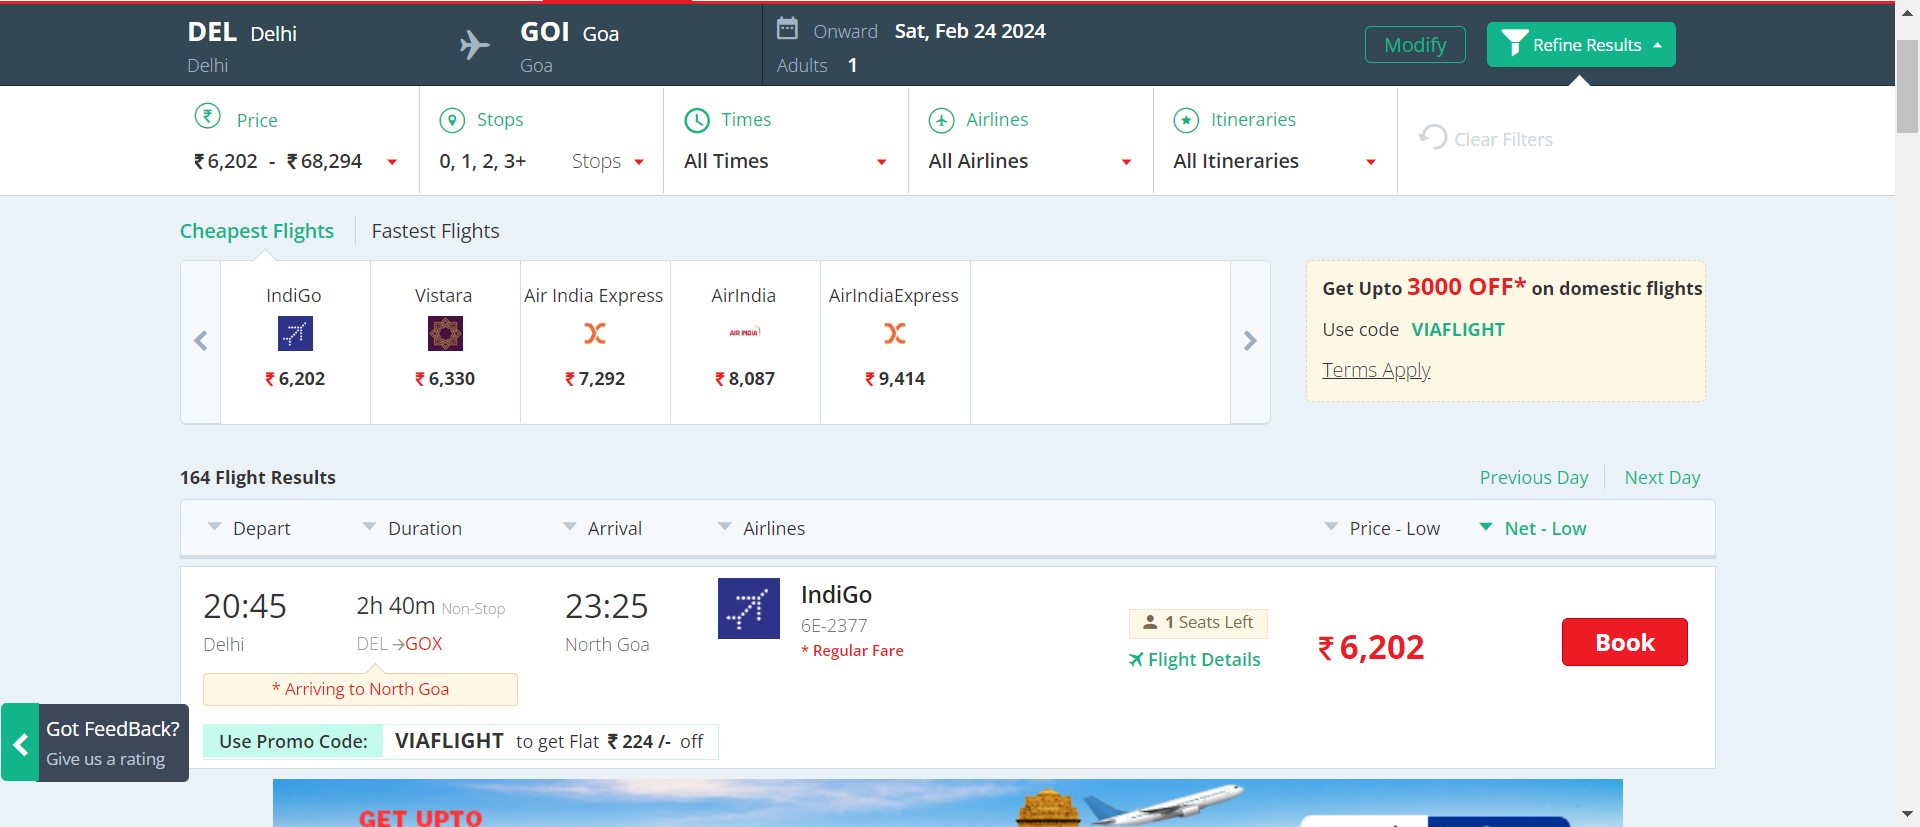 DEL Delhi
Delhi
GOI Goa
Goa
Onward Sat, Feb 24 2024
Adults 1
Modify
Refine Results
Price
₹6,202 - ₹68,294
Stops
0, 1, 2, 3+ Stops
Times
All Times
Airlines
All Airlines
Itineraries
All Itineraries
Clear Filters
Cheapest Flights
Fastest Flights
IndiGo
₹6,202
Vistara
₹6,330
Air India Express
₹7,292
AirIndia
AIR INDIA
₹8,087
AirIndiaExpress
₹9,414
Get Upto 3000 OFF* on domestic flights
Use code VIAFLIGHT
Terms Apply
164 Flight Results
Previous Day
Next Day
Depart
Duration
Arrival
Airlines
Price - Low
Net - Low
20:45
Delhi
2h 40m Non-Stop
DEL →GOX
23:25
North Goa
IndiGo
6E-2377
* Regular Fare
1 Seats Left
Flight Details
₹6,202
Book
* Arriving to North Goa
Use Promo Code: VIAFLIGHT to get Flat ₹224 /- off
Got FeedBack?
Give us a rating
GET UPTO